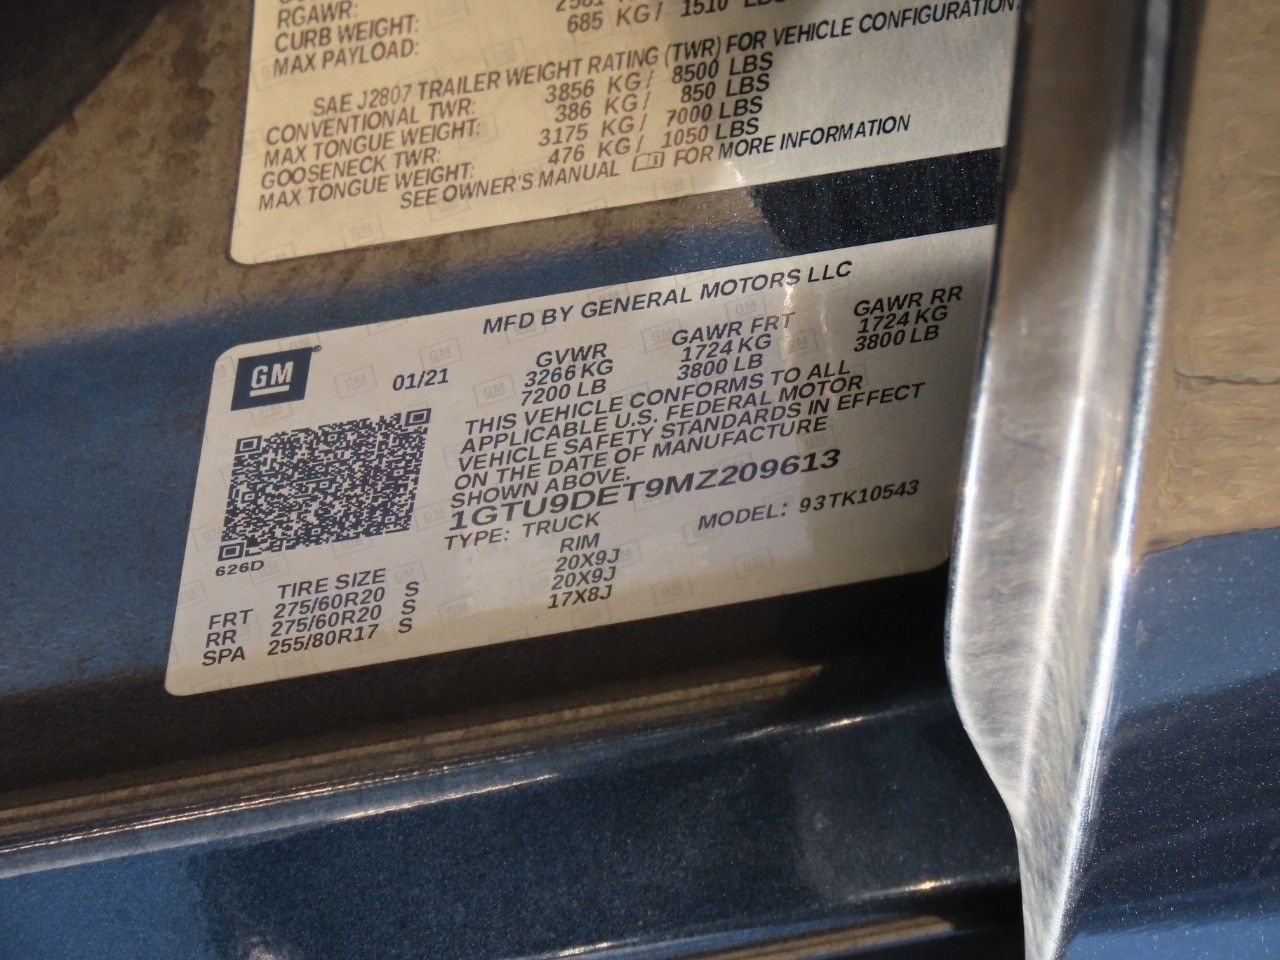 RGAWR:
CURB WEIGHT: 2581
MAX PAYLOAD: 685 KG/ 1510 LBS
SAE J2807 TRAILER WEIGHT RATING (TWR) FOR VEHICLE CONFIGURATION.
CONVENTIONAL TWR: 3856 KG/ 8500 LBS
MAX TONGUE WEIGHT: 386 KG/ 850 LBS
GOOSENECK TWR: 3175 KG/ 7000 LBS
MAX TONGUE WEIGHT: 476 KG/ 1050 LBS
SEE OWNER'S MANUAL FOR MORE INFORMATION
MFD BY GENERAL MOTORS LLC
GM® 01/21 GVWR GAWR FRT GAWR RR
3266 KG 1724 KG 1724 KG
7200 LB 3800 LB 3800 LB
THIS VEHICLE CONFORMS TO ALL
APPLICABLE U.S. FEDERAL MOTOR
VEHICLE SAFETY STANDARDS IN EFFECT
ON THE DATE OF MANUFACTURE
SHOWN ABOVE.
1GTU9DET9MZ209613
TYPE: TRUCK MODEL: 93TK10543
626D
TIRE SIZE RIM
FRT 275/60R20 S 20X9J
RR 275/60R20 S 20X9J
SPA 255/80R17 S 17X8J